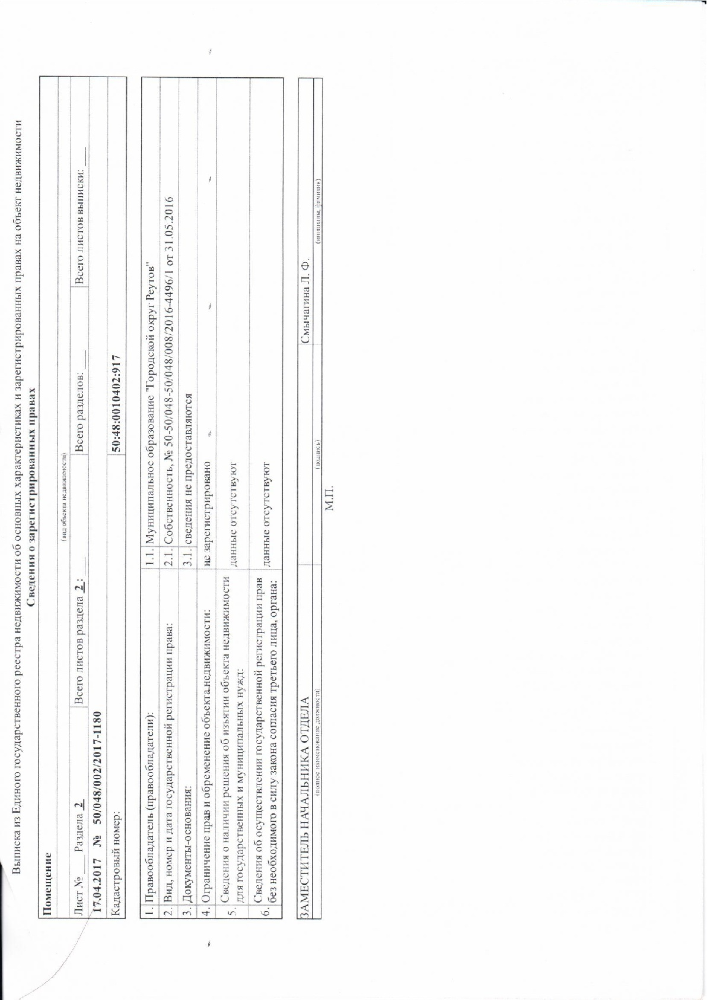 Выписка из Единого государственного реестра недвижимости об основных характеристиках и зарегистрированных правах на объект недвижимости
Сведения о зарегистрированных правах
Помещение
(вид объекта недвижимости)
Лист № ___ Раздела 2 Всего листов раздела 2 : ___ Всего разделов: ___ Всего листов выписки: ___
17.04.2017 № 50/048/002/2017-1180
Кадастровый номер: 50:48:0010402:917
1. Правообладатель (правообладатели): 1.1. Муниципальное образование "Городской округ Реутов"
2. Вид, номер и дата государственной регистрации права: 2.1. Собственность, № 50-50/048-50/048/008/2016-4496/1 от 31.05.2016
3. Документы-основания: 3.1. сведения не предоставляются
4. Ограничение прав и обременение объекта недвижимости: не зарегистрировано
5. Сведения о наличии решения об изъятии объекта недвижимости данные отсутствуют
для государственных и муниципальных нужд:
6. Сведения об осуществлении государственной регистрации прав данные отсутствуют
без необходимого в силу закона согласия третьего лица, органа:
ЗАМЕСТИТЕЛЬ НАЧАЛЬНИКА ОТДЕЛА Смычагина Л. Ф.
(полное наименование должности) (подпись) (инициалы, фамилия)
М.П.